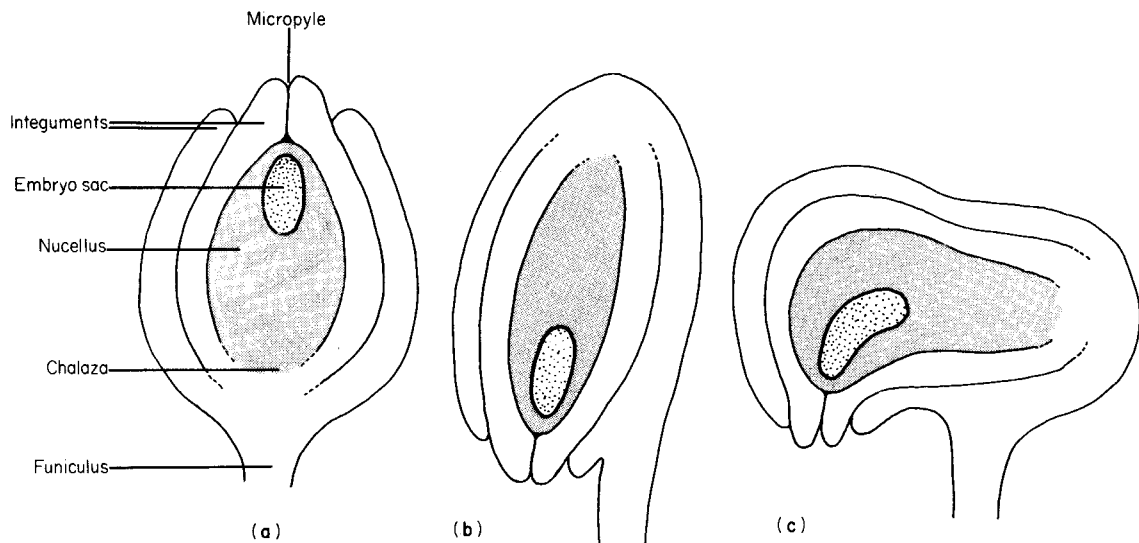 Micropyle
Integuments
Embryo sac
Nucellus
Chalaza
Funiculus
(a)
(b)
(c)